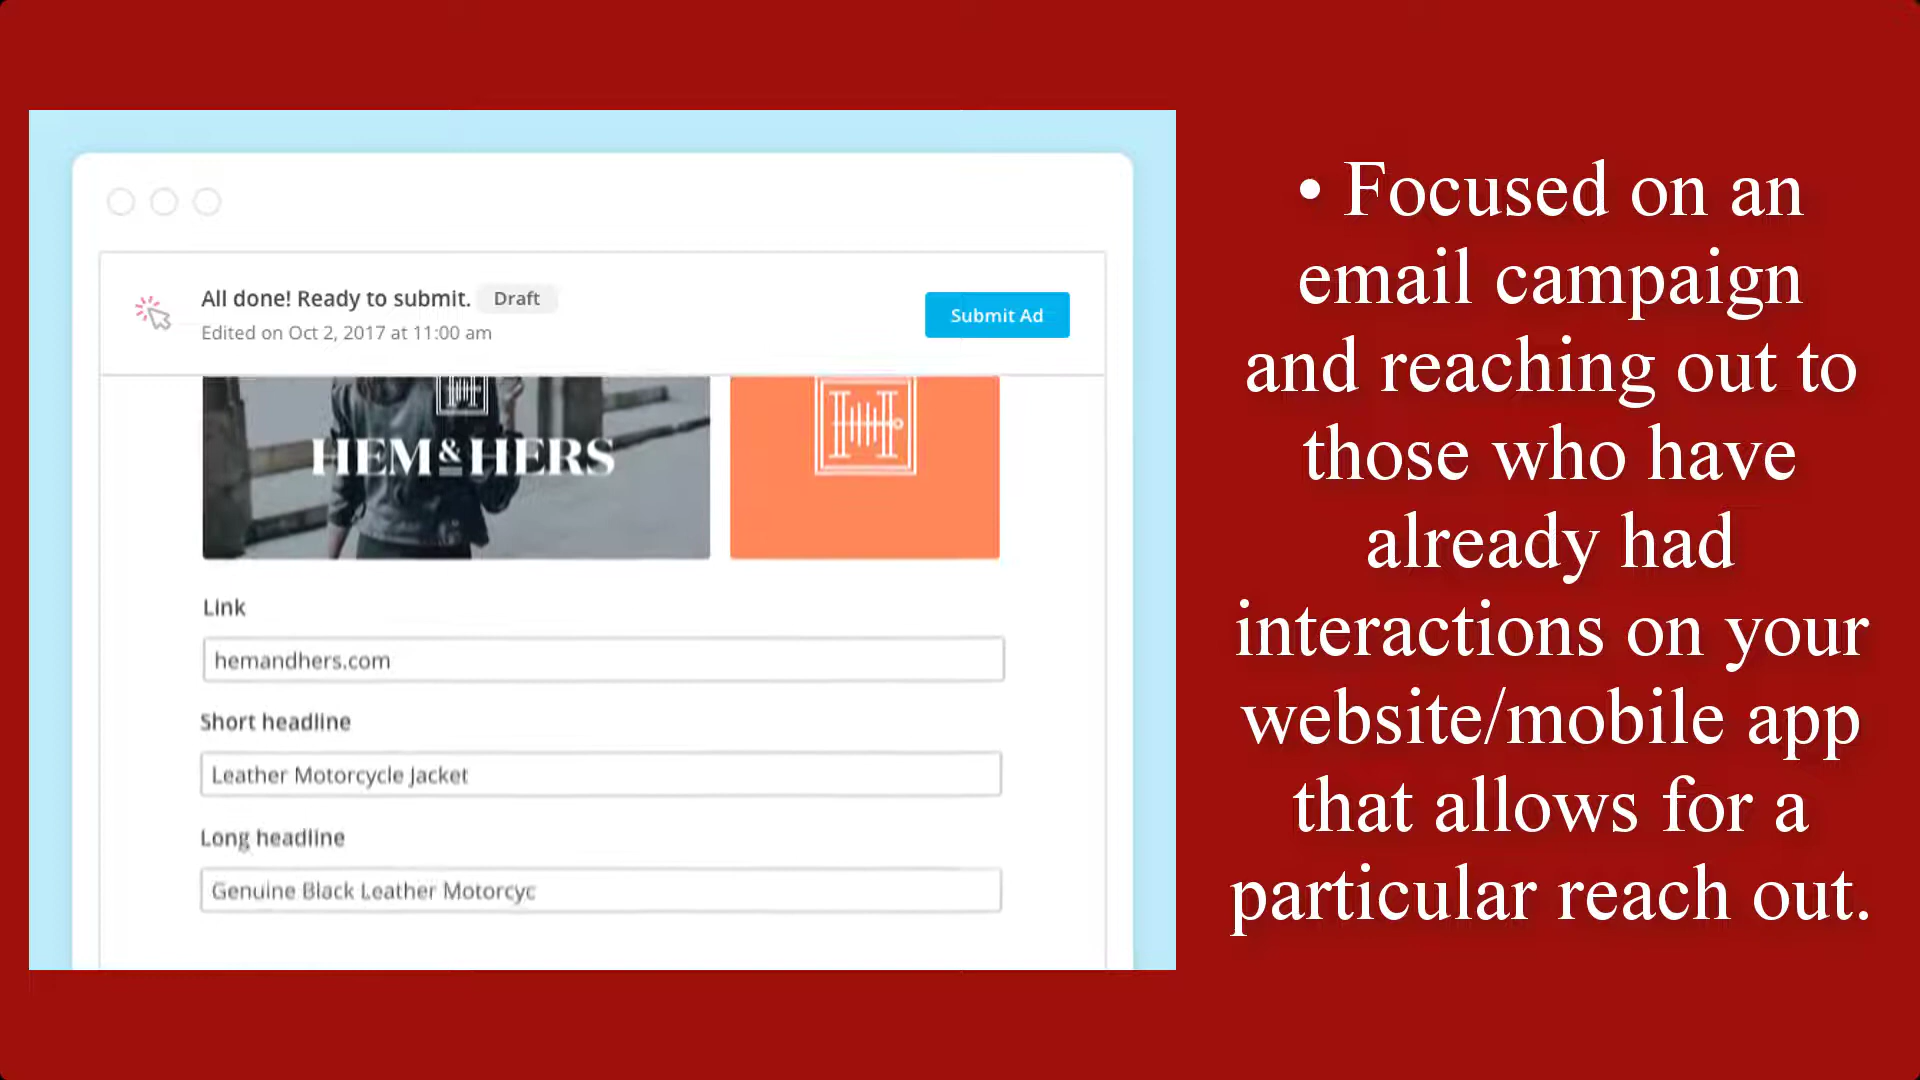 All done! Ready to submit. Draft
Edited on Oct 2, 2017 at 11:00 am
Submit Ad
HEM&HERS
Link
hemandhers.com
Short headline
Leather Motorcycle Jacket
Long headline
Genuine Black Leather Motorcyc
• Focused on an
email campaign
and reaching out to
those who have
already had
interactions on your
website/mobile app
that allows for a
particular reach out.